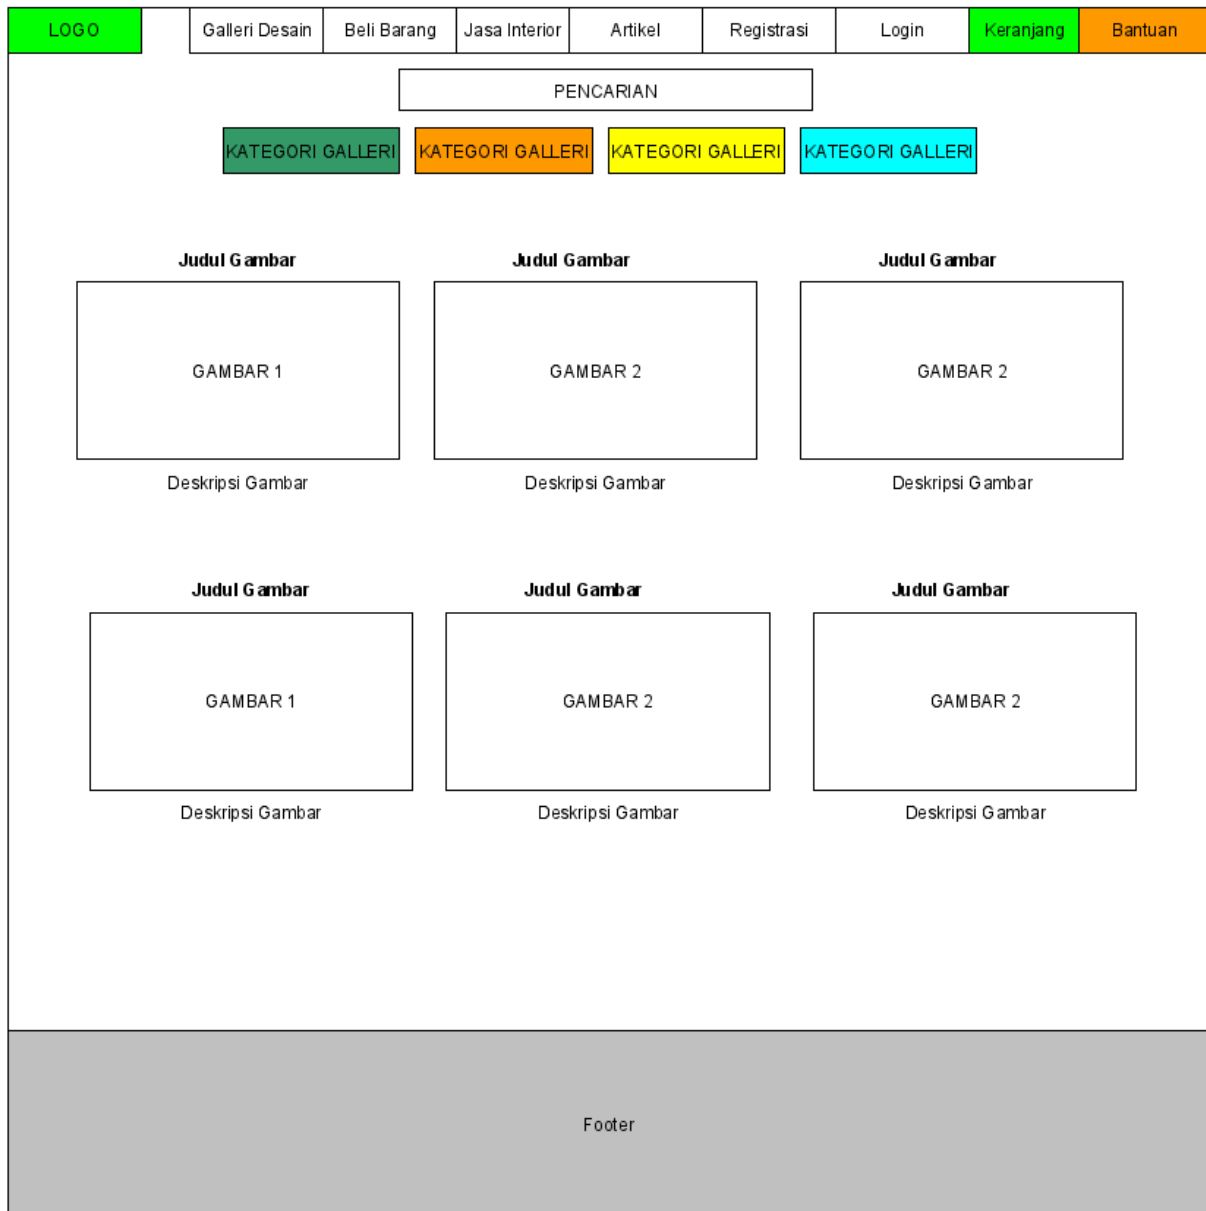 LOGO
Galleri Desain
Beli Barang
Jasa Interior
Artikel
Registrasi
Login
Keranjang
Bantuan
PENCARIAN
KATEGORI GALLERI
KATEGORI GALLERI
KATEGORI GALLERI
KATEGORI GALLERI
Judul Gambar
Judul Gambar
Judul Gambar
GAMBAR 1
GAMBAR 2
GAMBAR 2
Deskripsi Gambar
Deskripsi Gambar
Deskripsi Gambar
Judul Gambar
Judul Gambar
Judul Gambar
GAMBAR 1
GAMBAR 2
GAMBAR 2
Deskripsi Gambar
Deskripsi Gambar
Deskripsi Gambar
Footer